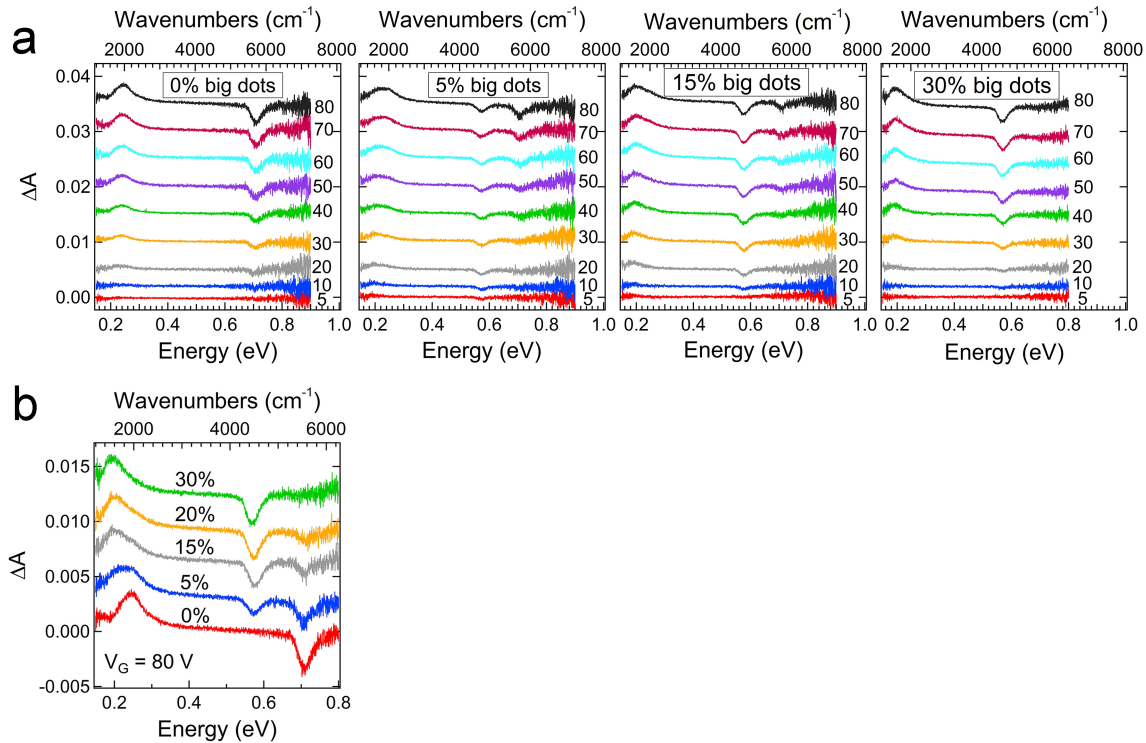 a
Wavenumbers (cm⁻¹)
Wavenumbers (cm⁻¹)
Wavenumbers (cm⁻¹)
Wavenumbers (cm⁻¹)
2000 4000 6000 8000
2000 4000 6000 8000
2000 4000 6000 8000
2000 4000 6000 8000
0% big dots
5% big dots
15% big dots
30% big dots
0.04
0.03
0.02
0.01
0.00
ΔA
80
70
60
50
40
30
20
10
5
80
70
60
50
40
30
20
10
5
80
70
60
50
40
30
20
10
5
80
70
60
50
40
30
20
10
5
0.2 0.4 0.6 0.8 1.0
0.2 0.4 0.6 0.8 1.0
0.2 0.4 0.6 0.8 1.0
0.2 0.4 0.6 0.8 1.0
Energy (eV)
Energy (eV)
Energy (eV)
Energy (eV)
b
Wavenumbers (cm⁻¹)
2000 4000 6000
0.015
0.010
0.005
0.000
-0.005
ΔA
30%
20%
15%
5%
0%
V_G = 80 V
0.2 0.4 0.6 0.8
Energy (eV)